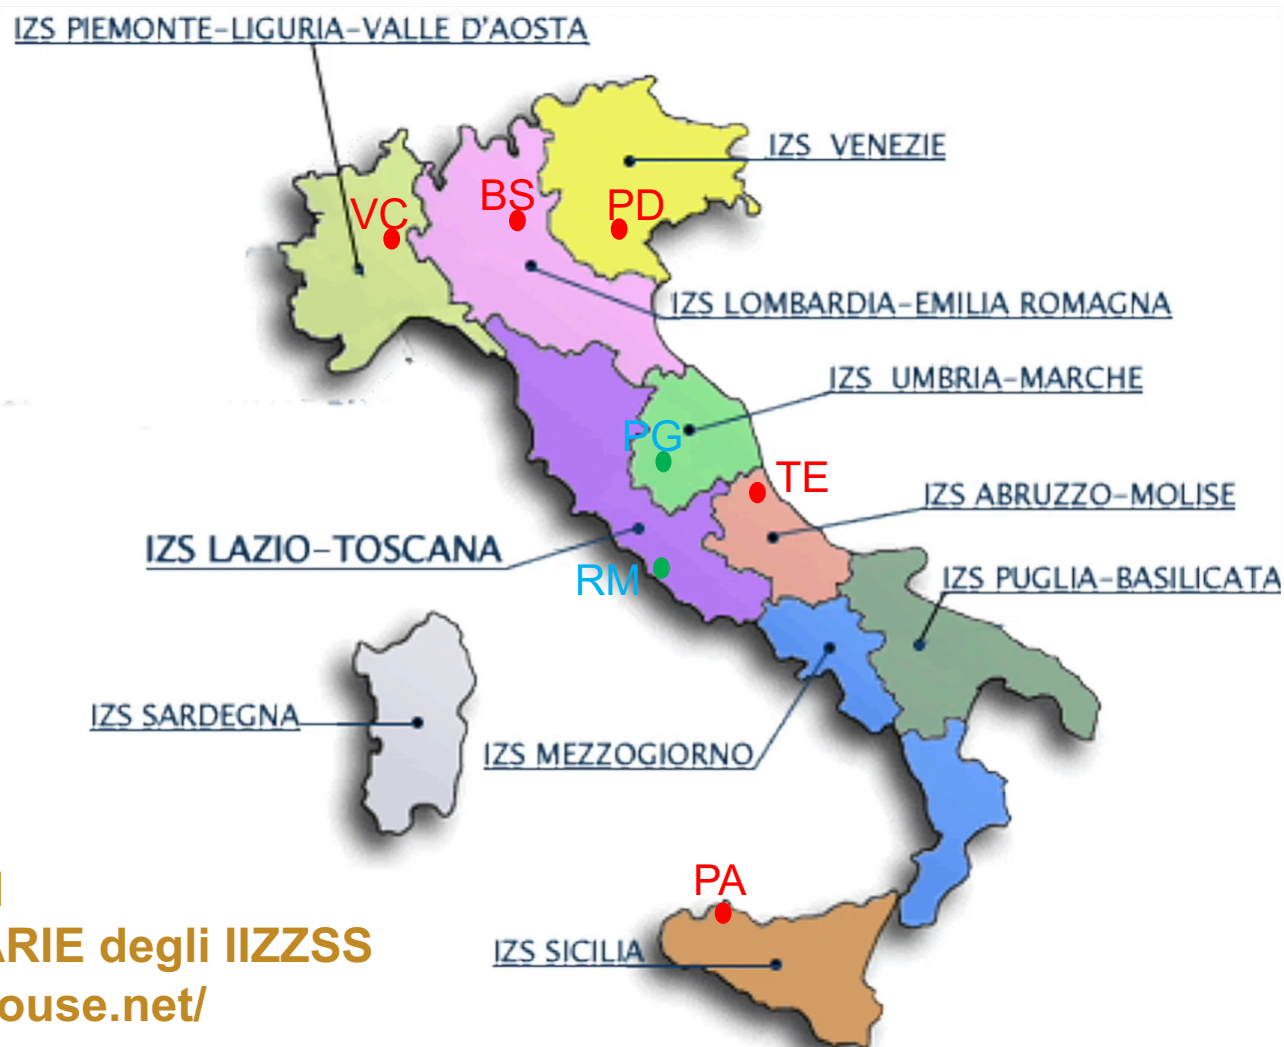 IZS PIEMONTE-LIGURIA-VALLE D'AOSTA
IZS VENEZIE
VC
BS
PD
IZS LOMBARDIA-EMILIA ROMAGNA
IZS UMBRIA-MARCHE
PG
TE
IZS ABRUZZO-MOLISE
IZS LAZIO-TOSCANA
RM
IZS PUGLIA-BASILICATA
IZS SARDEGNA
IZS MEZZOGIORNO
PA
IZS SICILIA
ARIE degli IIZZSS
ouse.net/